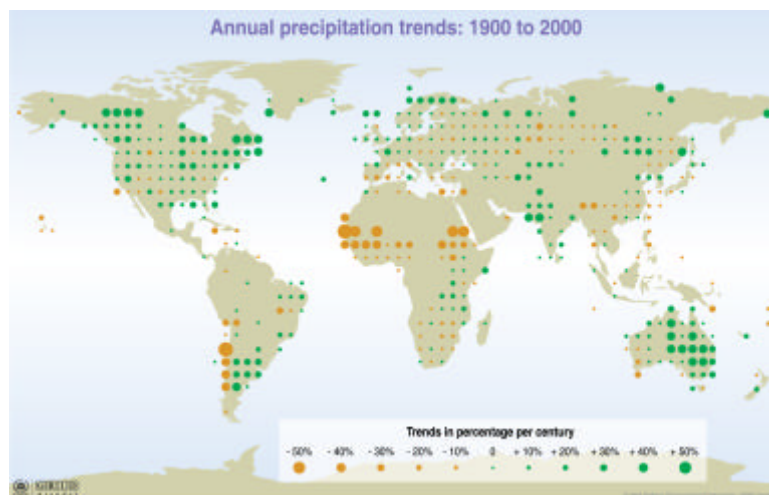 Annual precipitation trends: 1900 to 2000
Trends in percentage per century
- 50% - 40% - 30% - 20% - 10% 0 + 10% + 20% + 30% + 40% + 50%